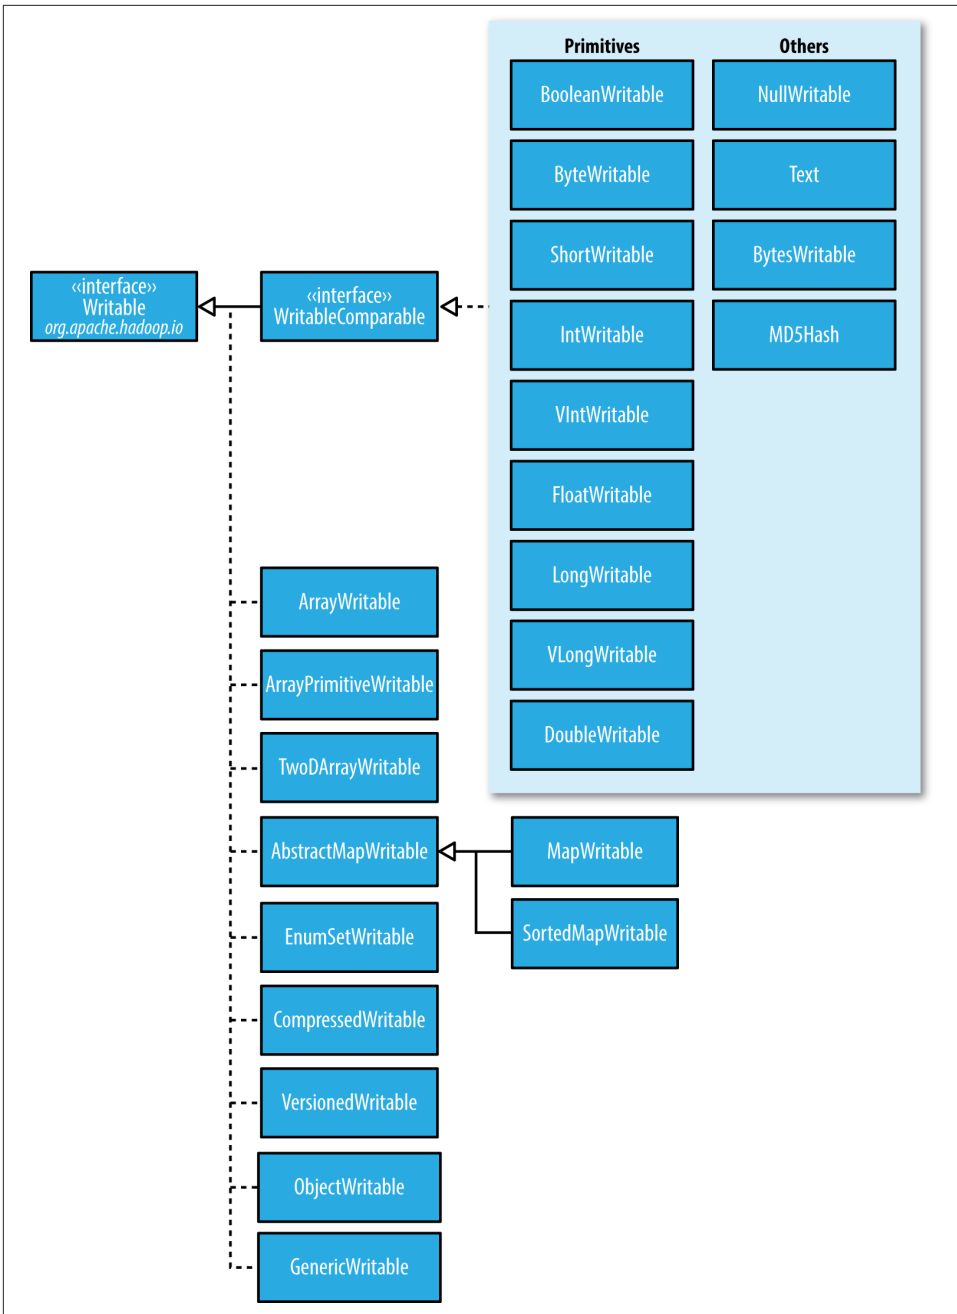 Primitives
Others
BooleanWritable
NullWritable
ByteWritable
Text
ShortWritable
BytesWritable
‹‹interface››
Writable
org.apache.hadoop.io
‹‹interface››
WritableComparable
IntWritable
MD5Hash
VIntWritable
FloatWritable
LongWritable
VLongWritable
DoubleWritable
ArrayWritable
ArrayPrimitiveWritable
TwoDArrayWritable
AbstractMapWritable
MapWritable
EnumSetWritable
SortedMapWritable
CompressedWritable
VersionedWritable
ObjectWritable
GenericWritable